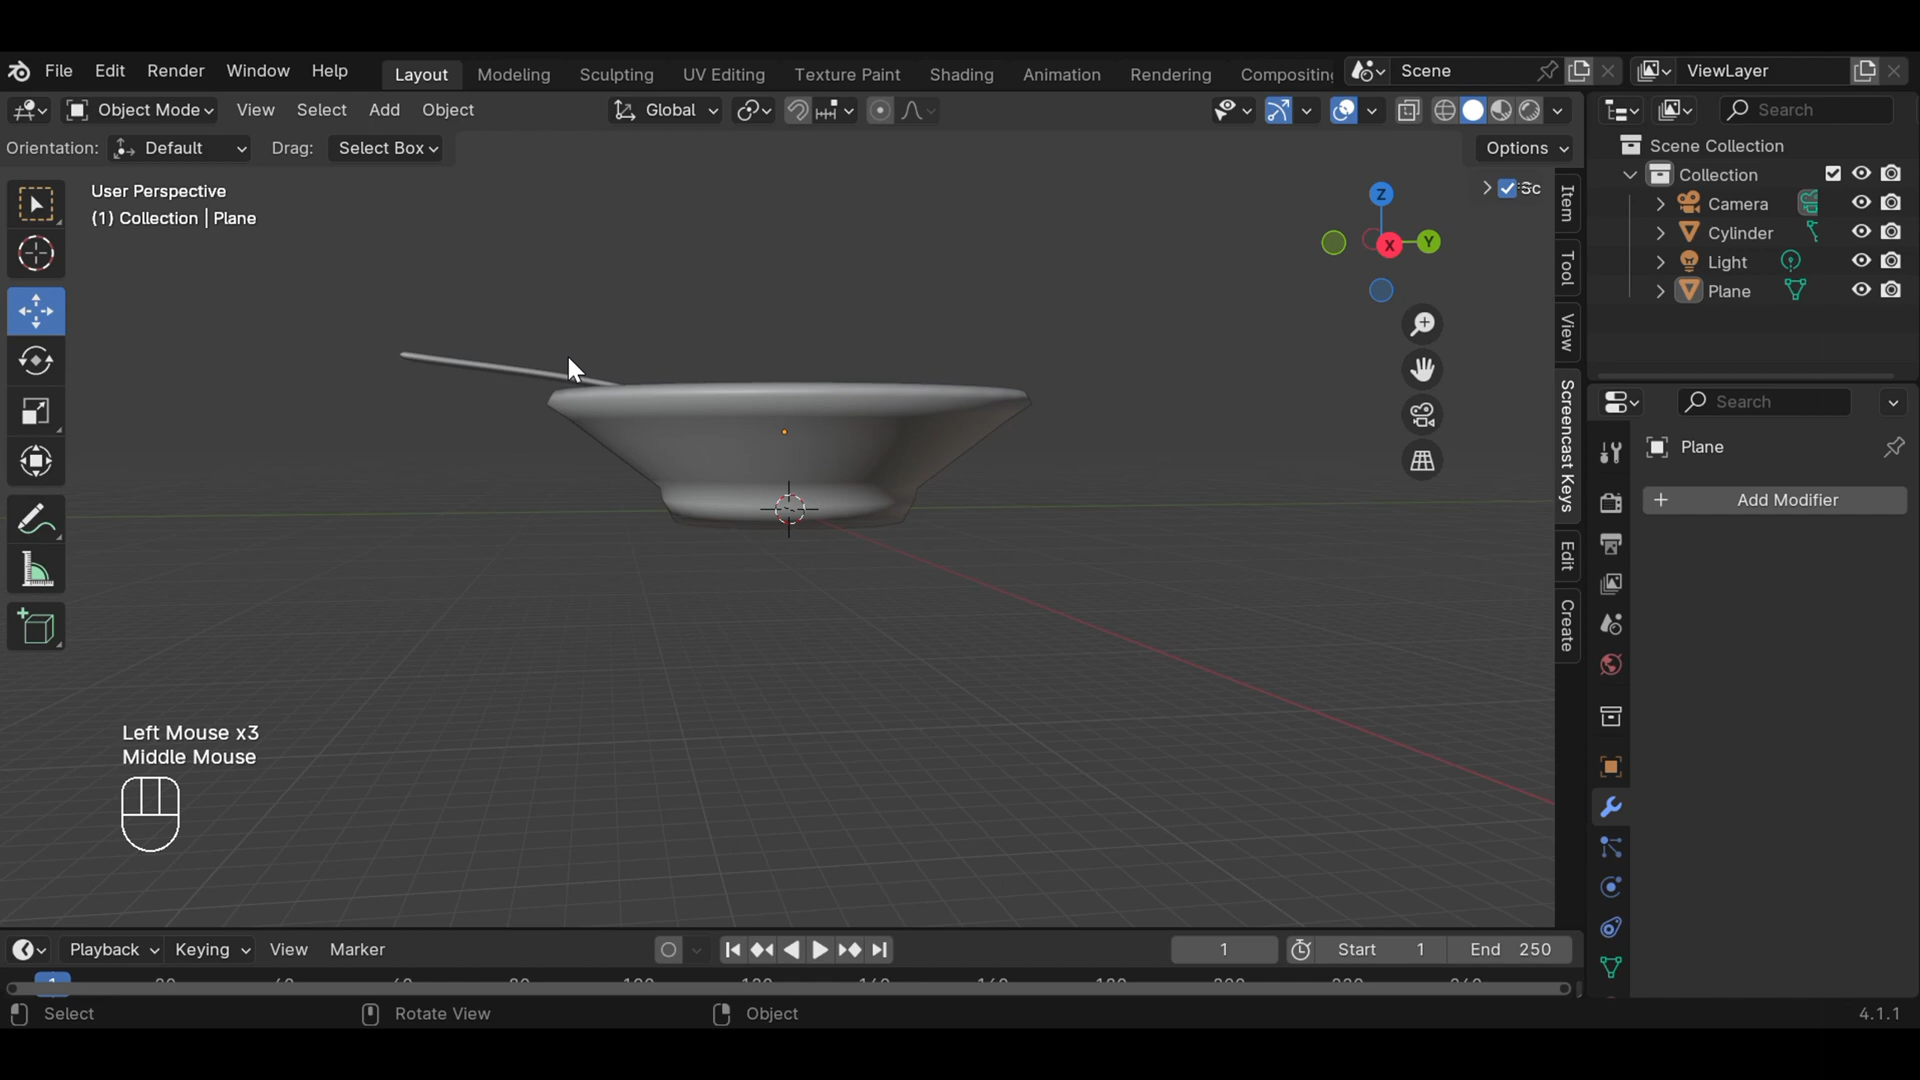 File Edit Render Window Help Layout Modeling Sculpting UV Editing Texture Paint Shading Animation Rendering Scene ViewLayer
Object Mode View Select Add Object Global Search
Orientation: Default Drag: Select Box Options
Scene Collection
Collection
Camera
Cylinder
Light
Plane
User Perspective
(1) Collection | Plane
Sc
Z
Y
X
Item
Tool
View
Screencast Keys
Edit
Create
Search
Plane
+ Add Modifier
Left Mouse x3
Middle Mouse
Playback Keying View Marker 1 Start 1 End 250
1
Select Rotate View Object 4.1.1